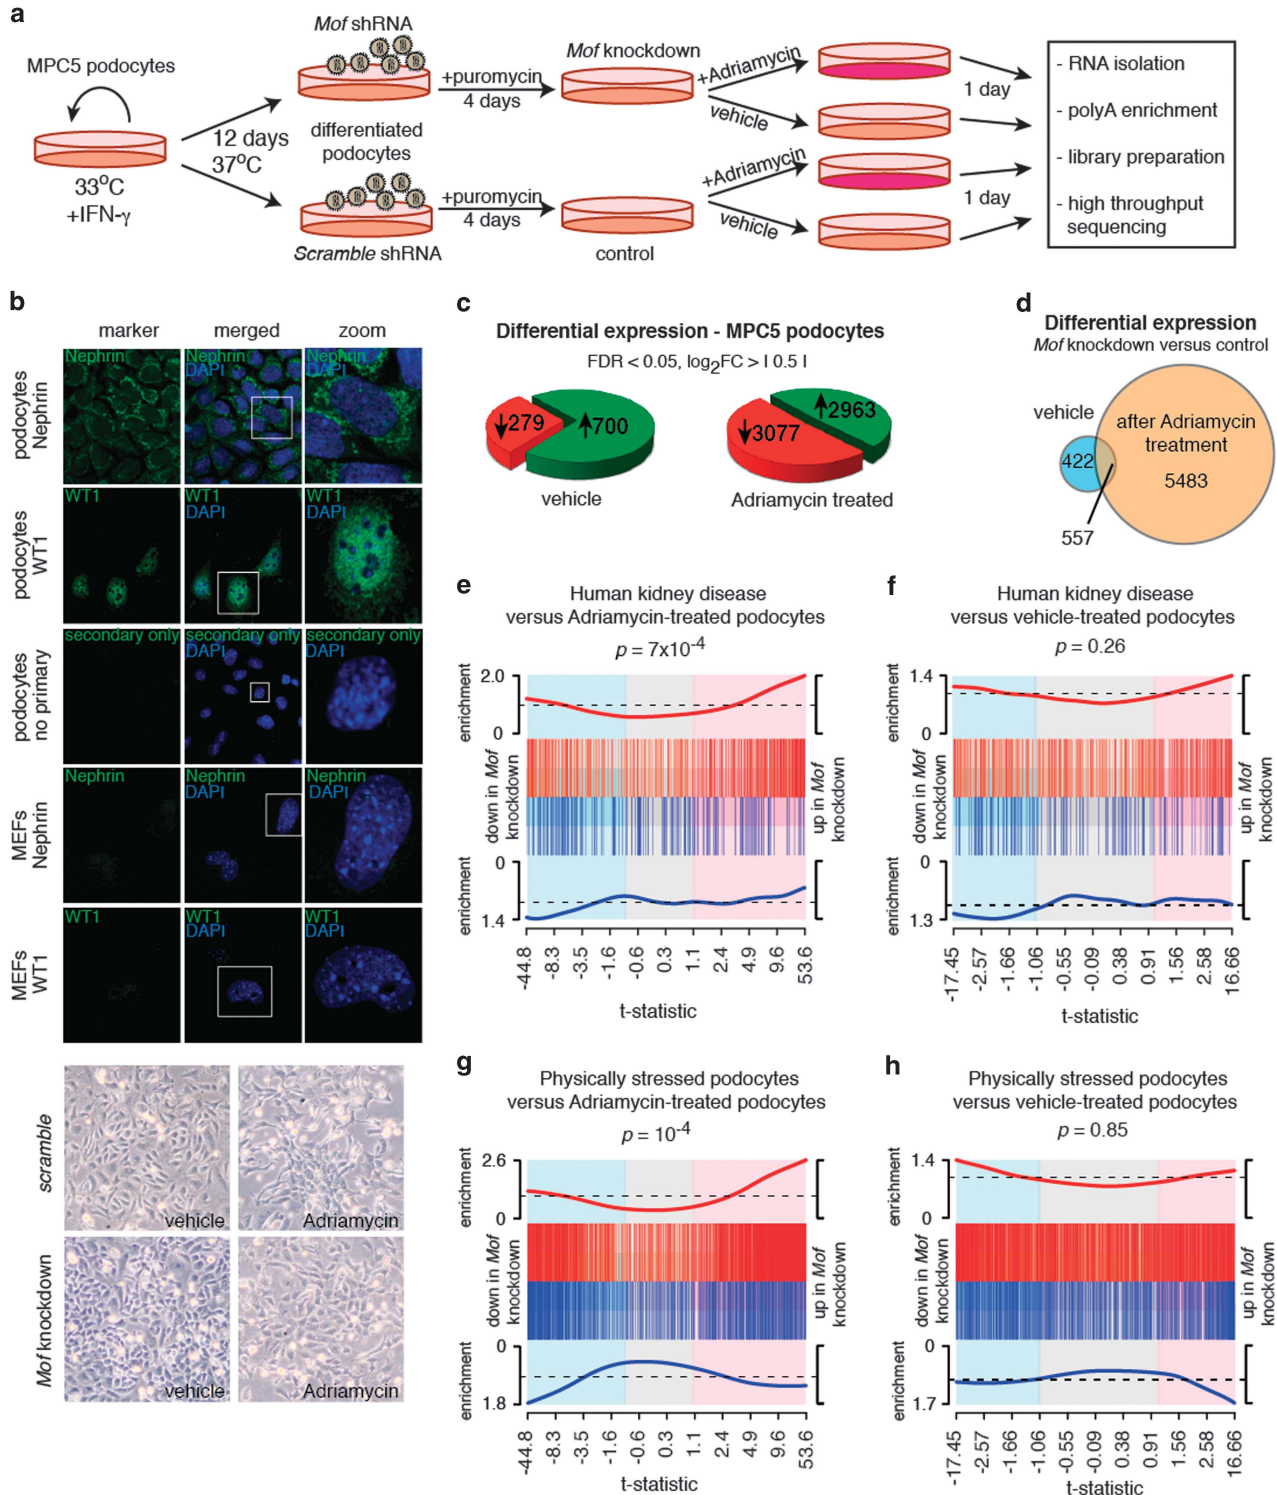 a
Mof shRNA
MPC5 podocytes
33ºC
+IFN-γ
12 days
37ºC
differentiated
podocytes
Scramble shRNA
+puromycin
4 days
+puromycin
4 days
Mof knockdown
control
+Adriamycin
vehicle
+Adriamycin
vehicle
1 day
1 day
- RNA isolation
- polyA enrichment
- library preparation
- high throughput
sequencing
b
marker
merged
zoom
podocytes
Nephrin
Nephrin
Nephrin
DAPI
Nephrin
DAPI
podocytes
WT1
WT1
WT1
DAPI
WT1
DAPI
podocytes
no primary
secondary only
secondary only
DAPI
secondary only
DAPI
MEFs
Nephrin
Nephrin
Nephrin
DAPI
Nephrin
DAPI
MEFs
WT1
WT1
WT1
DAPI
WT1
DAPI
scramble
vehicle
Adriamycin
Mof knockdown
vehicle
Adriamycin
c
Differential expression - MPC5 podocytes
FDR < 0.05, log2FC > I 0.5 I
↓279
↑700
vehicle
↓3077
↑2963
Adriamycin treated
d
Differential expression
Mof knockdown versus control
vehicle
422
557
after Adriamycin
treatment
5483
e
Human kidney disease
versus Adriamycin-treated podocytes
p = 7x10-4
enrichment
2.0
0
down in Mof
knockdown
up in Mof
knockdown
enrichment
0
1.4
-44.8 -8.3 -3.5 -1.6 -0.6 0.3 1.1 2.4 4.9 9.6 53.6
t-statistic
f
Human kidney disease
versus vehicle-treated podocytes
p = 0.26
enrichment
1.4
0
down in Mof
knockdown
up in Mof
knockdown
enrichment
0
1.3
-17.45 -2.57 -1.66 -1.06 -0.55 -0.09 0.38 0.91 1.56 2.58 16.66
t-statistic
g
Physically stressed podocytes
versus Adriamycin-treated podocytes
p = 10-4
enrichment
2.6
0
down in Mof
knockdown
up in Mof
knockdown
enrichment
0
1.8
-44.8 -8.3 -3.5 -1.6 -0.6 0.3 1.1 2.4 4.9 9.6 53.6
t-statistic
h
Physically stressed podocytes
versus vehicle-treated podocytes
p = 0.85
enrichment
1.4
0
down in Mof
knockdown
up in Mof
knockdown
enrichment
0
1.7
-17.45 -2.57 -1.66 -1.06 -0.55 -0.09 0.38 0.91 1.56 2.58 16.66
t-statistic